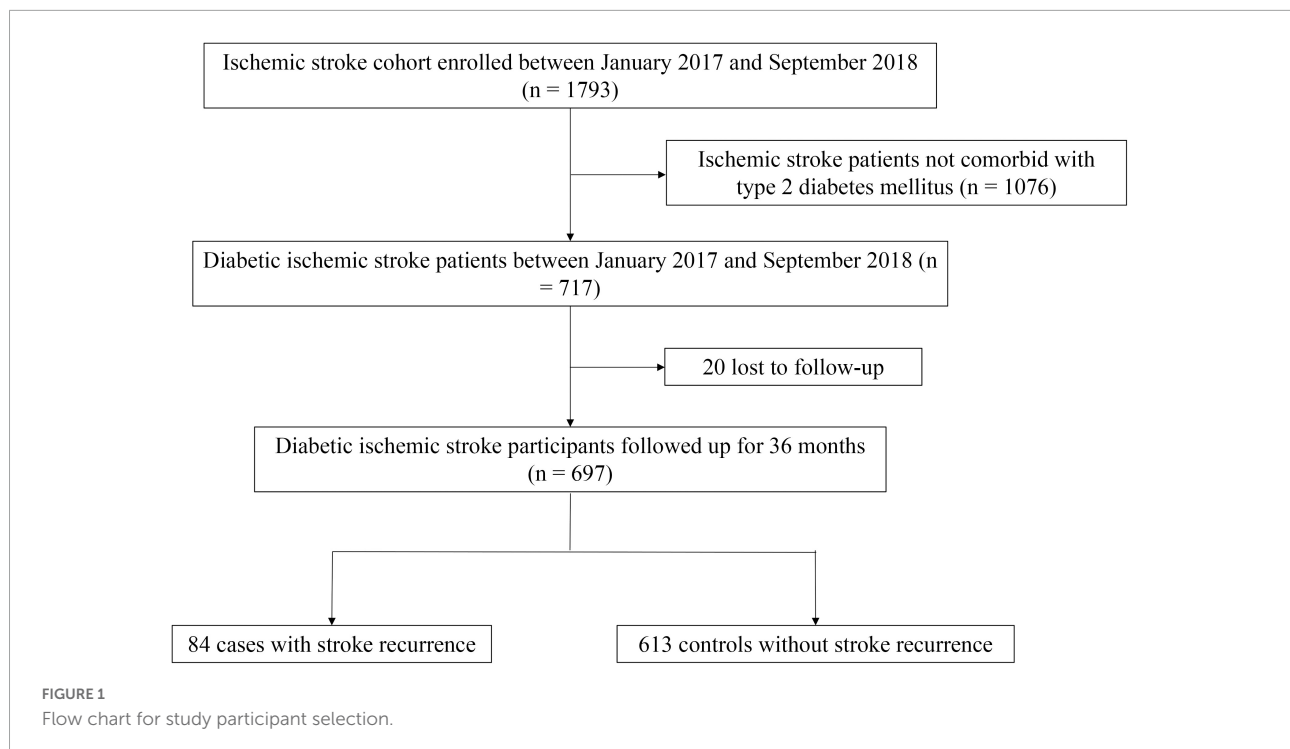 Ischemic stroke cohort enrolled between January 2017 and September 2018
(n = 1793)
Ischemic stroke patients not comorbid with
type 2 diabetes mellitus (n = 1076)
Diabetic ischemic stroke patients between January 2017 and September 2018 (n
= 717)
20 lost to follow-up
Diabetic ischemic stroke participants followed up for 36 months
(n = 697)
84 cases with stroke recurrence
613 controls without stroke recurrence
FIGURE 1
Flow chart for study participant selection.